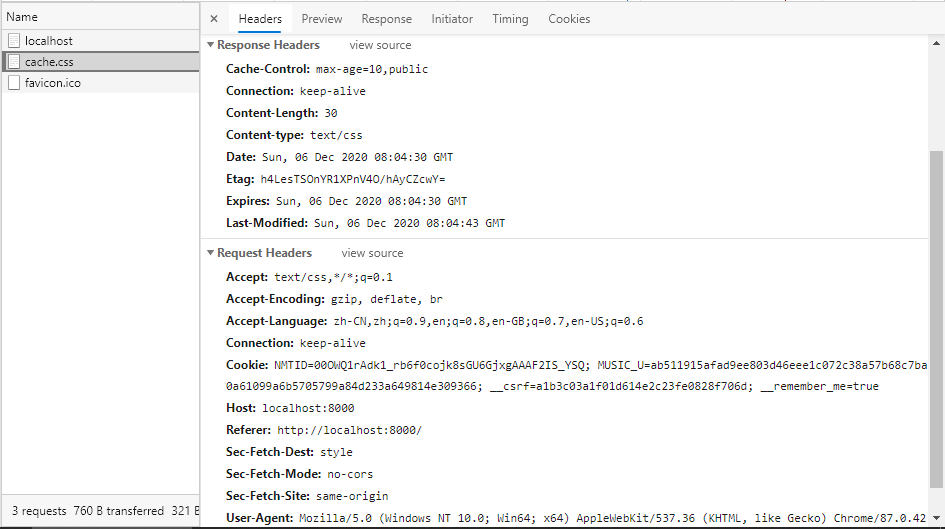 Name
× Headers Preview Response Initiator Timing Cookies
localhost
cache.css
favicon.ico
Response Headers view source
Cache-Control: max-age=10,public
Connection: keep-alive
Content-Length: 30
Content-type: text/css
Date: Sun, 06 Dec 2020 08:04:30 GMT
Etag: h4LesTSOnYR1XPnV4O/hAyCZcwY=
Expires: Sun, 06 Dec 2020 08:04:30 GMT
Last-Modified: Sun, 06 Dec 2020 08:04:43 GMT
Request Headers view source
Accept: text/css,*/*;q=0.1
Accept-Encoding: gzip, deflate, br
Accept-Language: zh-CN,zh;q=0.9,en;q=0.8,en-GB;q=0.7,en-US;q=0.6
Connection: keep-alive
Cookie: NMTID=00OWQ1rAdk1_rb6f0cojk8sGU6GjxgAAAF2IS_YSQ; MUSIC_U=ab511915afad9ee803d46eee1c072c38a57b68c7ba
0a61099a6b5705799a84d233a649814e309366; __csrf=a1b3c03a1f01d614e2c23fe0828f706d; __remember_me=true
Host: localhost:8000
Referer: http://localhost:8000/
Sec-Fetch-Dest: style
Sec-Fetch-Mode: no-cors
Sec-Fetch-Site: same-origin
User-Agent: Mozilla/5.0 (Windows NT 10.0; Win64; x64) AppleWebKit/537.36 (KHTML, like Gecko) Chrome/87.0.42
3 requests 760 B transferred 321 B